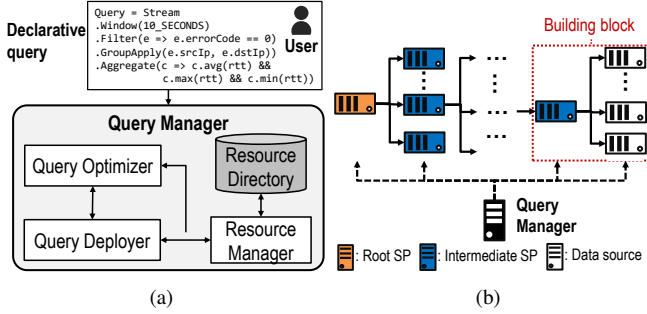 Declarative
query
Query = Stream
.Window(10_SECONDS)
.Filter(e => e.errorCode == 0)
.GroupApply(e.srcIp, e.dstIp))
.Aggregate(c => c.avg(rtt) &&
c.max(rtt) && c.min(rtt))
User
Query Manager
Query Optimizer
Resource
Directory
Query Deployer
Resource
Manager
(a)
Building block
...
...
...
...
...
...
...
Query
Manager
: Root SP
: Intermediate SP
: Data source
(b)